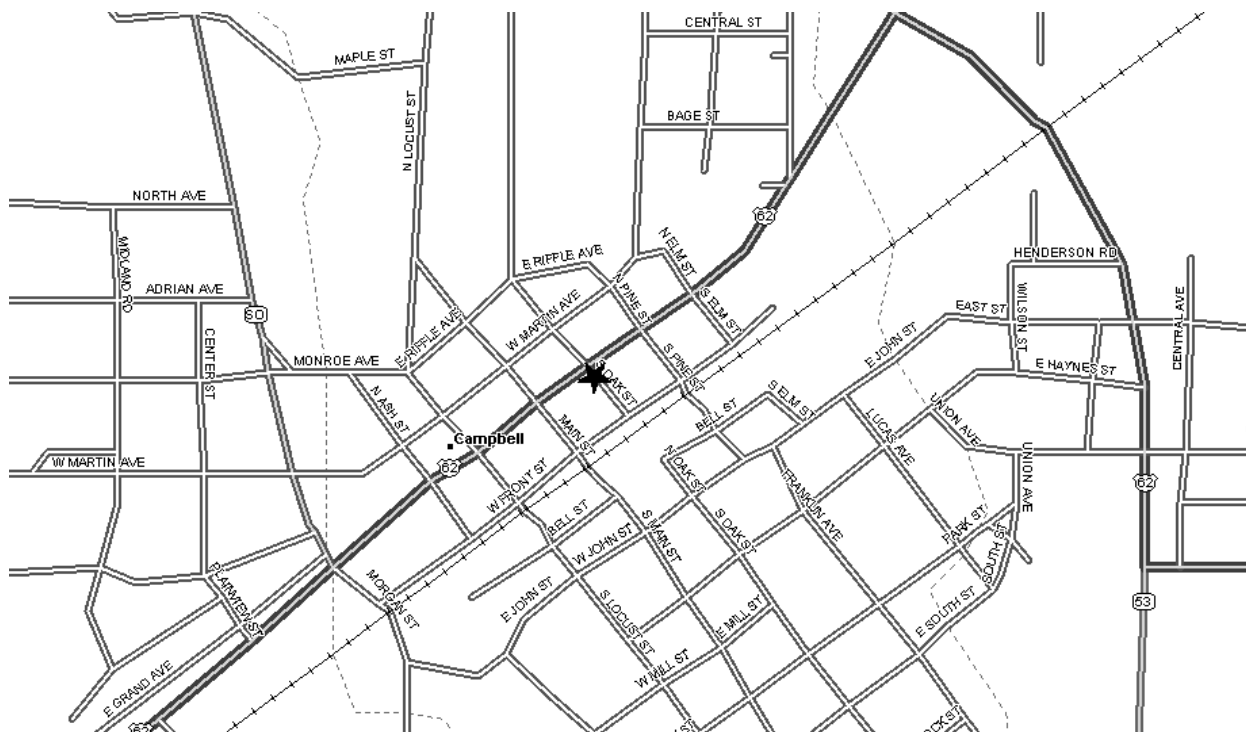 CENTRAL ST
MAPLE ST
N LOCUST ST
BAGE ST
NORTH AVE
62
MIDLAND RD
N ELM ST
HENDERSON RD
E RIFFLE AVE
N PINE ST
ADRIAN AVE
WILSON ST
CENTRAL AVE
S ELM ST
EAST ST
W MARTIN AVE
E RIFFLE AVE
CENTER ST
E JOHN ST
MONROE AVE
S PINE ST
E HAYNES ST
S OAK ST
N ASH ST
S ELM ST
BELL ST
UNION AVE
LUCAS AVE
MAIN ST
Campbell
W MARTIN AVE
62
N OAK ST
UNION AVE
W FRONT ST
FRANKLIN AVE
62
BELL ST
S MAIN ST
S OAK ST
PARK ST
W JOHN ST
SOUTH ST
PLAINVIEW ST
MORGAN ST
E JOHN ST
S LOCUST ST
E MILL ST
53
E SOUTH ST
W MILL ST
E GRAND AVE